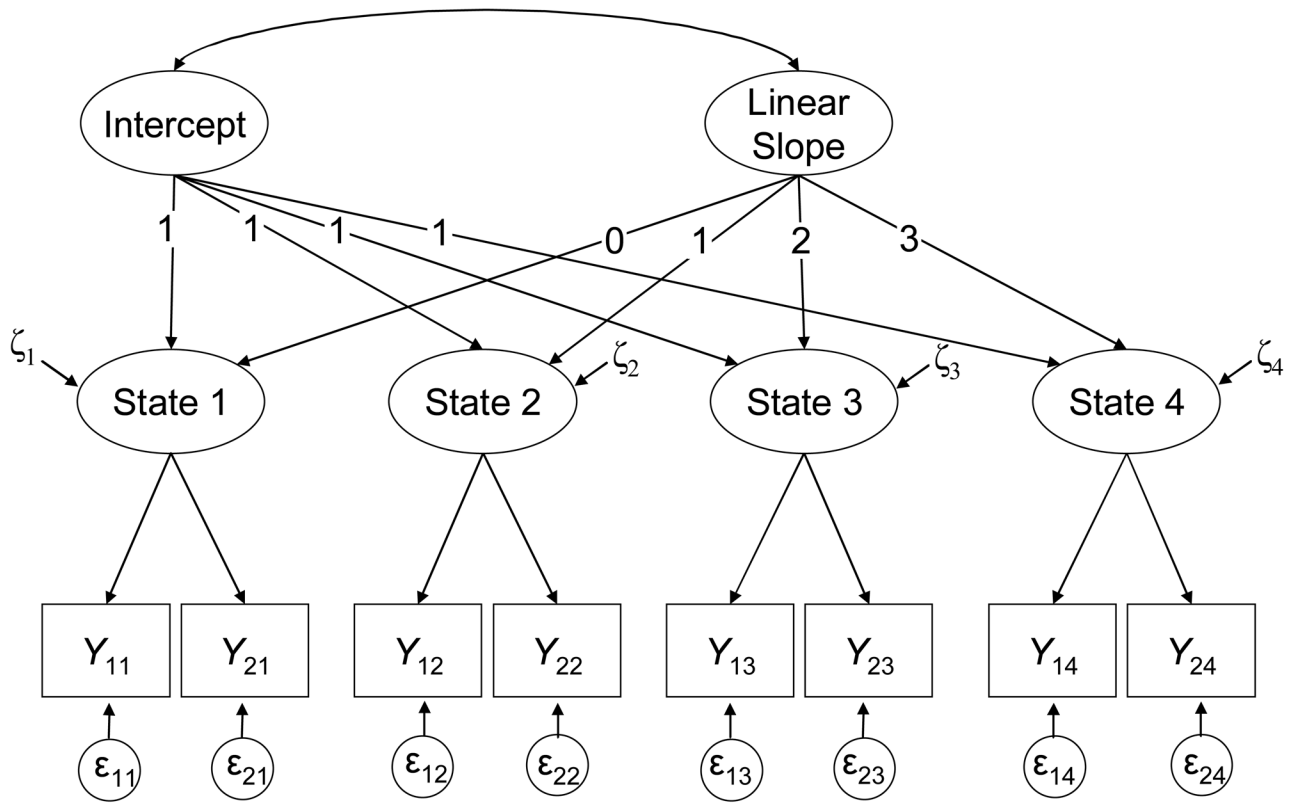 Intercept
Linear
Slope
1
1
1
1
0
1
2
3
ζ1
ζ2
ζ3
ζ4
State 1
State 2
State 3
State 4
Y11
Y21
Y12
Y22
Y13
Y23
Y14
Y24
ε11
ε21
ε12
ε22
ε13
ε23
ε14
ε24